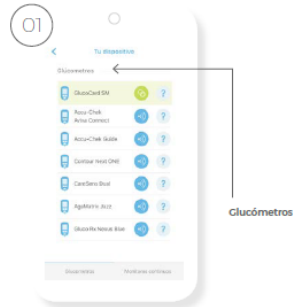 01
Tu dispositivo
Glucómetros
GlucoCard SM
?
Accu-Chek
Aviva Connect
?
Accu-Chek Guide
?
Contour Next ONE
?
CareSens Dual
?
AgaMatrix Jazz
?
GlucoRx Nexus Blue
?
Glucómetros
Glucómetros
Monitores continuos